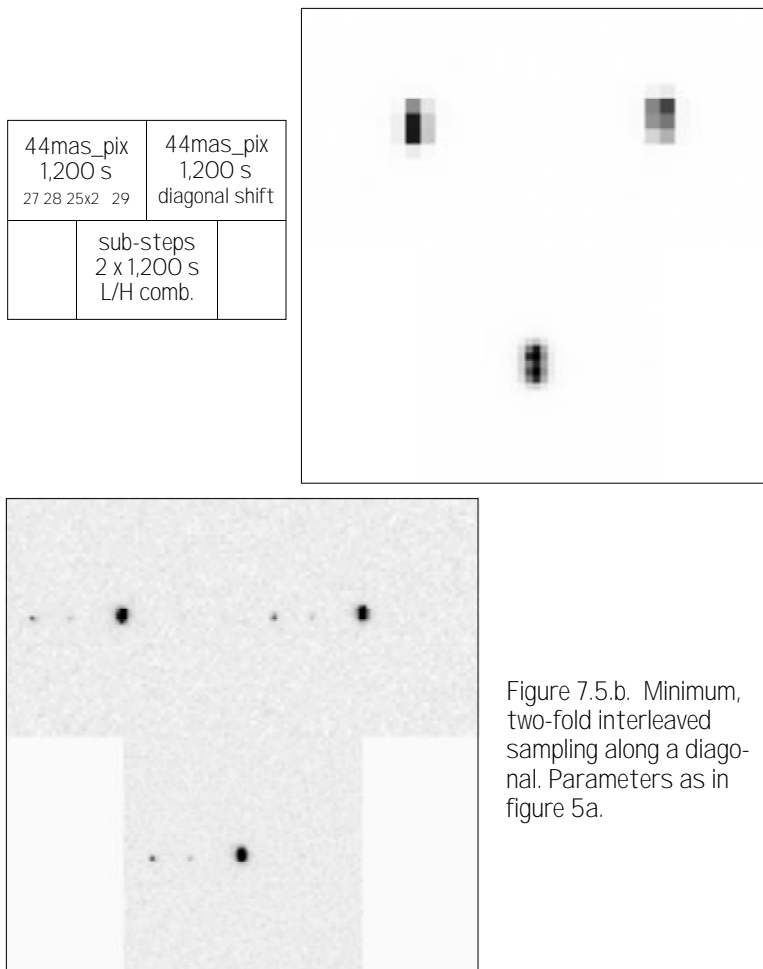 44mas_pix
1,200 s
27 28 25x2 29
44mas_pix
1,200 s
diagonal shift
sub-steps
2 x 1,200 s
L/H comb.
Figure 7.5.b. Minimum,
two-fold interleaved
sampling along a diago-
nal. Parameters as in
figure 5a.